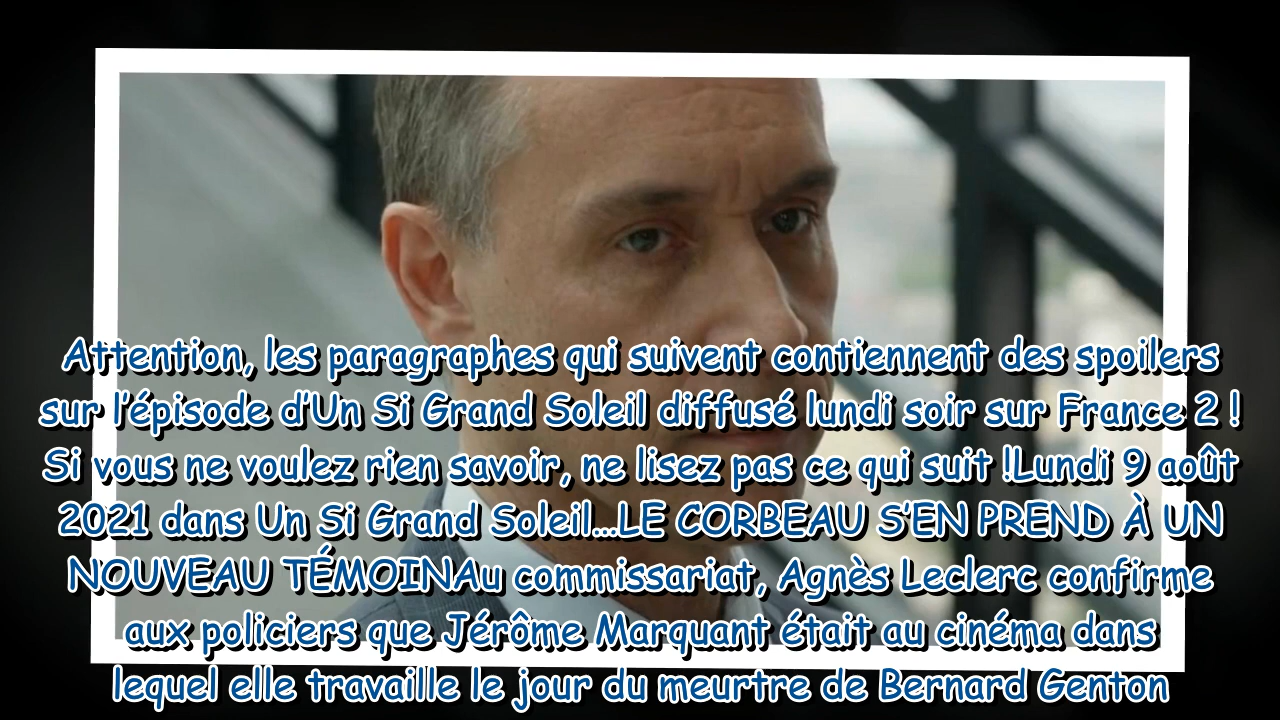 Attention, les paragraphes qui suivent contiennent des spoilers
sur l'épisode d'Un Si Grand Soleil diffusé lundi soir sur France 2 !
Si vous ne voulez rien savoir, ne lisez pas ce qui suit !Lundi 9 août
2021 dans Un Si Grand Soleil...LE CORBEAU S'EN PREND À UN
NOUVEAU TÉMOINAu commissariat, Agnès Leclerc confirme
aux policiers que Jérôme Marquant était au cinéma dans
lequel elle travaille le jour du meurtre de Bernard Genton